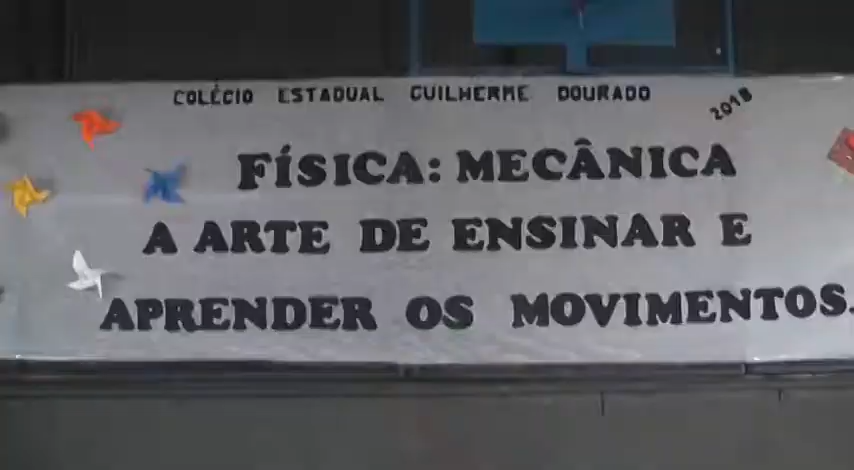 COLÉGIO ESTADUAL GUILHERME DOURADO
2018
FÍSICA: MECÂNICA
A ARTE DE ENSINAR E
APRENDER OS MOVIMENTOS.